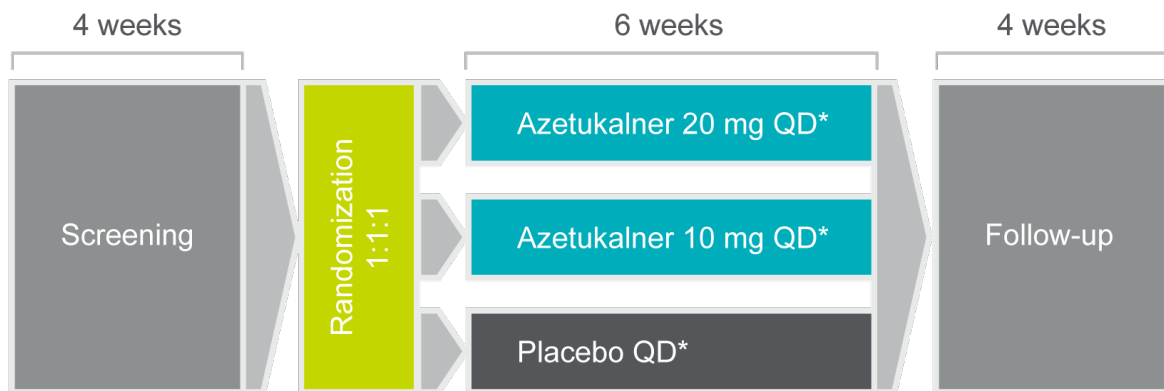 4 weeks
6 weeks
4 weeks
Screening
Randomization
1:1:1
Azetukalner 20 mg QD*
Azetukalner 10 mg QD*
Placebo QD*
Follow-up